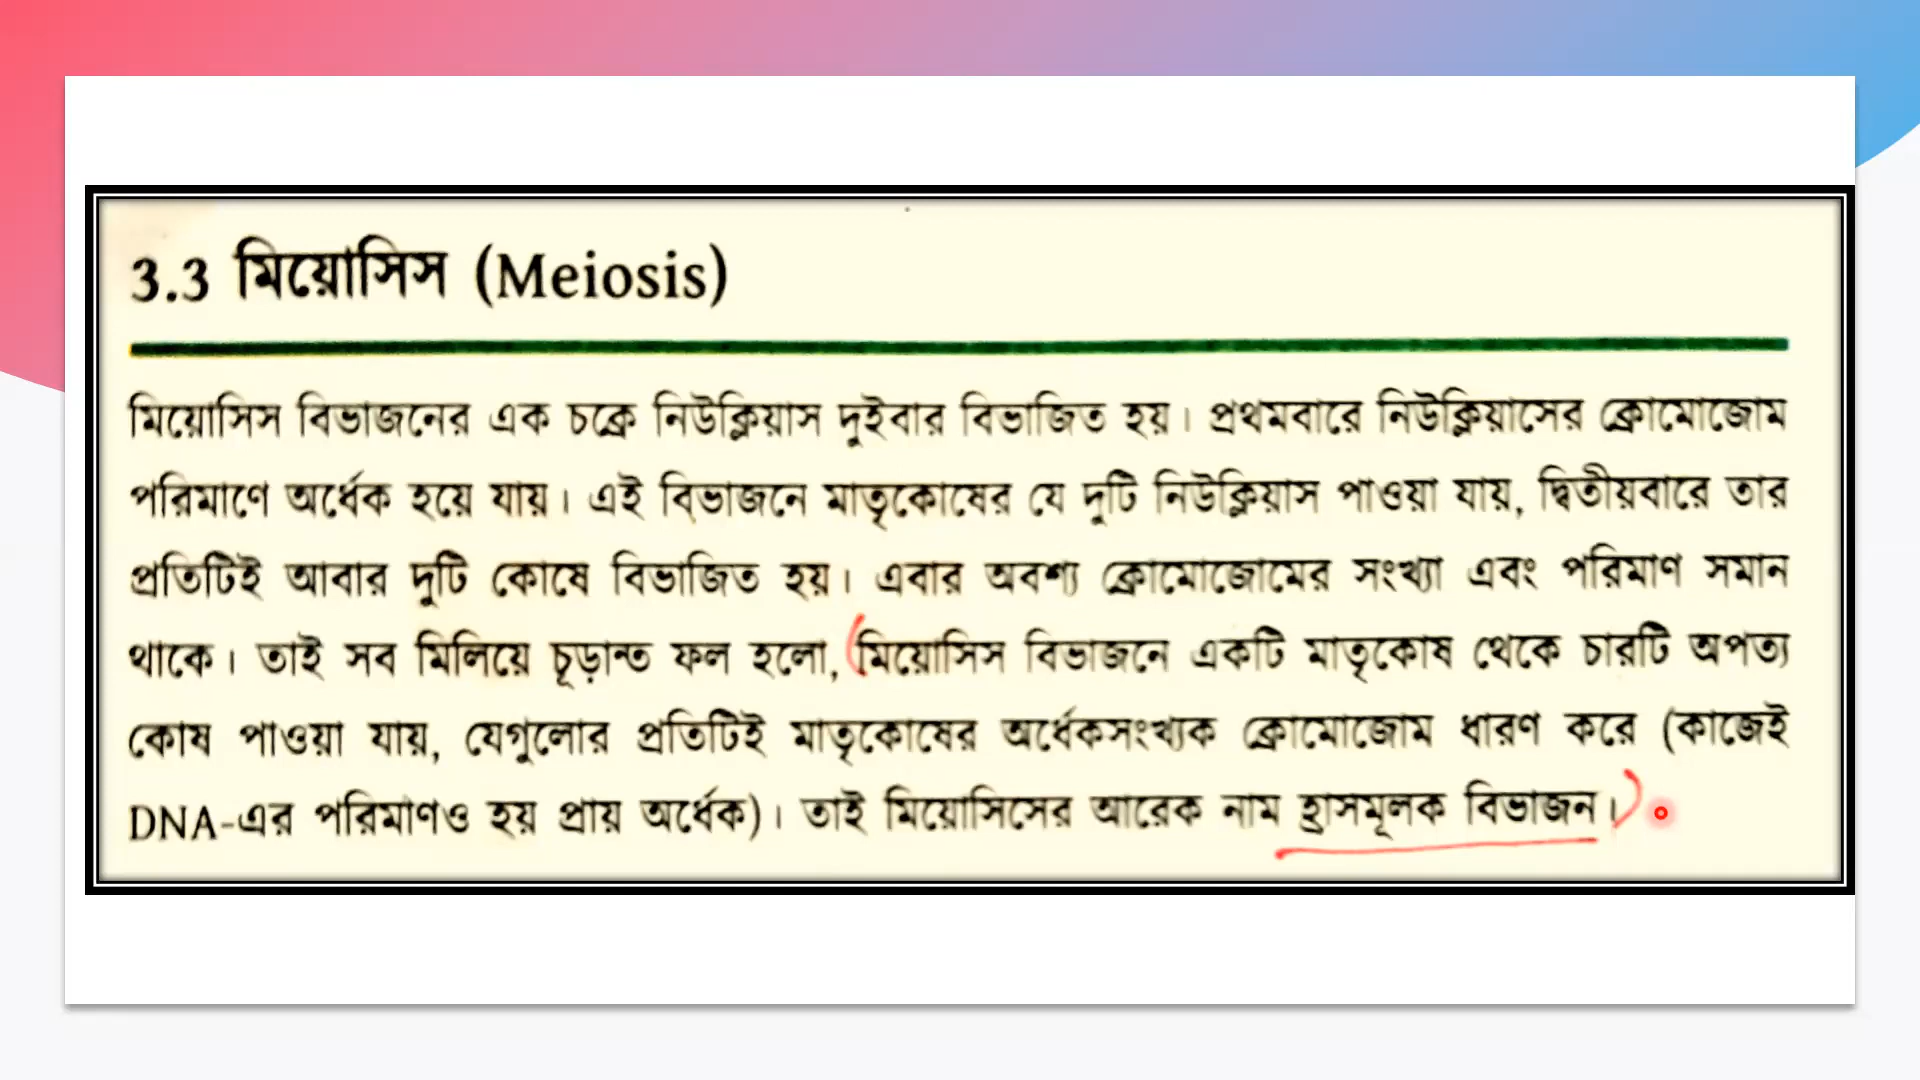 3.3 মিয়োসিস (Meiosis)
মিয়োসিস বিভাজনের এক চক্রে নিউক্লিয়াস দুইবার বিভাজিত হয়। প্রথমবারে নিউক্লিয়াসের ক্রোমোজোম
পরিমাণে অর্ধেক হয়ে যায়। এই বিভাজনে মাতৃকোষের যে দুটি নিউক্লিয়াস পাওয়া যায়, দ্বিতীয়বারে তার
প্রতিটিই আবার দুটি কোষে বিভাজিত হয়। এবার অবশ্য ক্রোমোজোমের সংখ্যা এবং পরিমাণ সমান
থাকে। তাই সব মিলিয়ে চূড়ান্ত ফল হলো, মিয়োসিস বিভাজনে একটি মাতৃকোষ থেকে চারটি অপত্য
কোষ পাওয়া যায়, যেগুলোর প্রতিটিই মাতৃকোষের অর্ধেকসংখ্যক ক্রোমোজোম ধারণ করে (কাজেই
DNA-এর পরিমাণও হয় প্রায় অর্ধেক)। তাই মিয়োসিসের আরেক নাম হ্রাসমূলক বিভাজন।